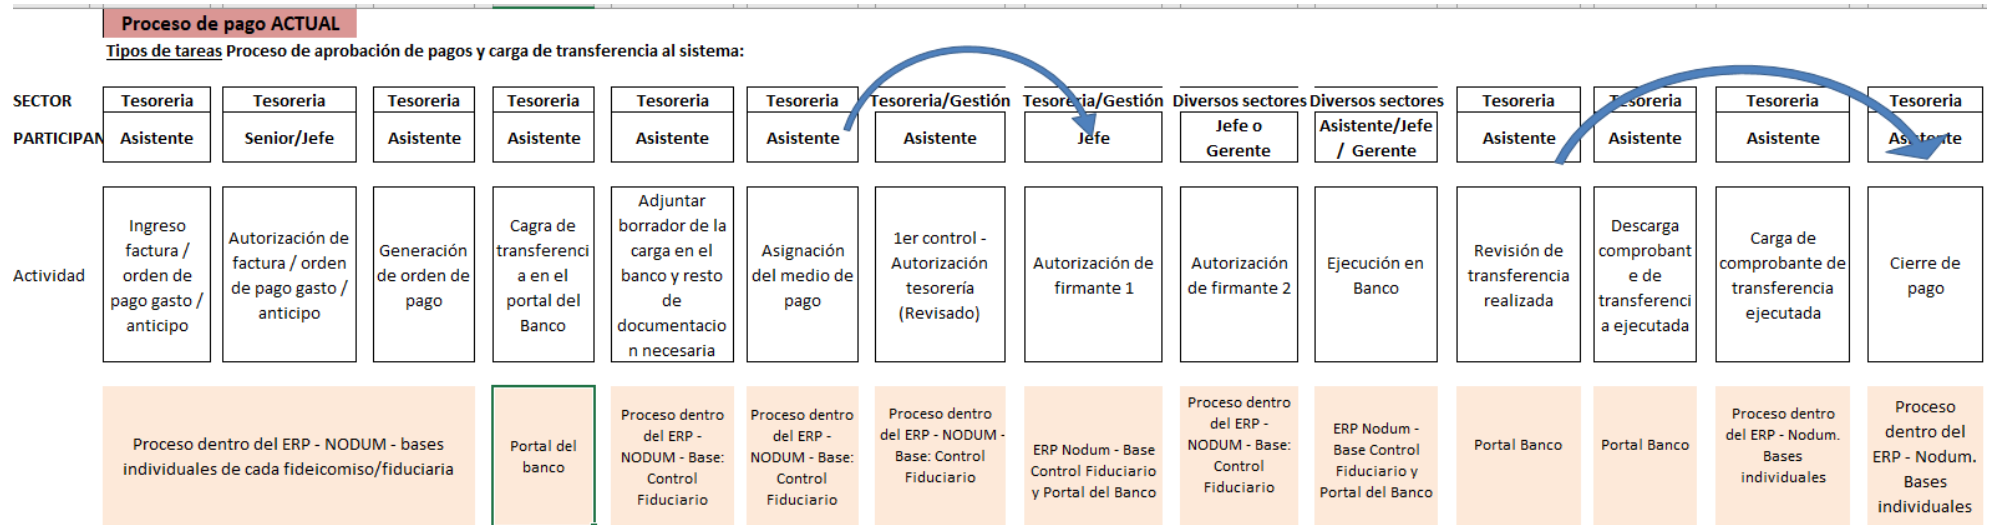 Proceso de pago ACTUAL
Tipos de tareas Proceso de aprobación de pagos y carga de transferencia al sistema:
SECTOR
Tesoreria
Tesoreria
Tesoreria
Tesoreria
Tesoreria
Tesoreria
Tesoreria/Gestión
Tesoreria/Gestión
Diversos sectores
Diversos sectores
Tesoreria
Tesoreria
Tesoreria
Tesoreria
PARTICIPAN
Asistente
Senior/Jefe
Asistente
Asistente
Asistente
Asistente
Asistente
Jefe
Jefe o
Gerente
Asistente/Jefe
/ Gerente
Asistente
Asistente
Asistente
Asistente
Actividad
Ingreso
factura /
orden de
pago gasto /
anticipo
Autorización de
factura / orden
de pago gasto /
anticipo
Generación
de orden de
pago
Cagra de
transferenci
a en el
portal del
Banco
Adjuntar
borrador de la
carga en el
banco y resto
de
documentacio
n necesaria
Asignación
del medio de
pago
1er control -
Autorización
tesorería
(Revisado)
Autorización de
firmante 1
Autorización
de firmante 2
Ejecución en
Banco
Revisión de
transferencia
realizada
Descarga
comprobant
e de
transferenci
a ejecutada
Carga de
comprobante de
transferencia
ejecutada
Cierre de
pago
Proceso dentro del ERP - NODUM - bases
individuales de cada fideicomiso/fiduciaria
Portal del
banco
Proceso dentro
del ERP -
NODUM - Base:
Control
Fiduciario
Proceso dentro
del ERP -
NODUM - Base:
Control
Fiduciario
Proceso dentro
del ERP - NODUM -
Base: Control
Fiduciario
ERP Nodum - Base
Control Fiduciario
y Portal del Banco
Proceso dentro
del ERP -
NODUM - Base:
Control
Fiduciario
ERP Nodum -
Base Control
Fiduciario y
Portal del Banco
Portal Banco
Portal Banco
Proceso dentro
del ERP - Nodum.
Bases
individuales
Proceso
dentro del
ERP - Nodum.
Bases
individuales